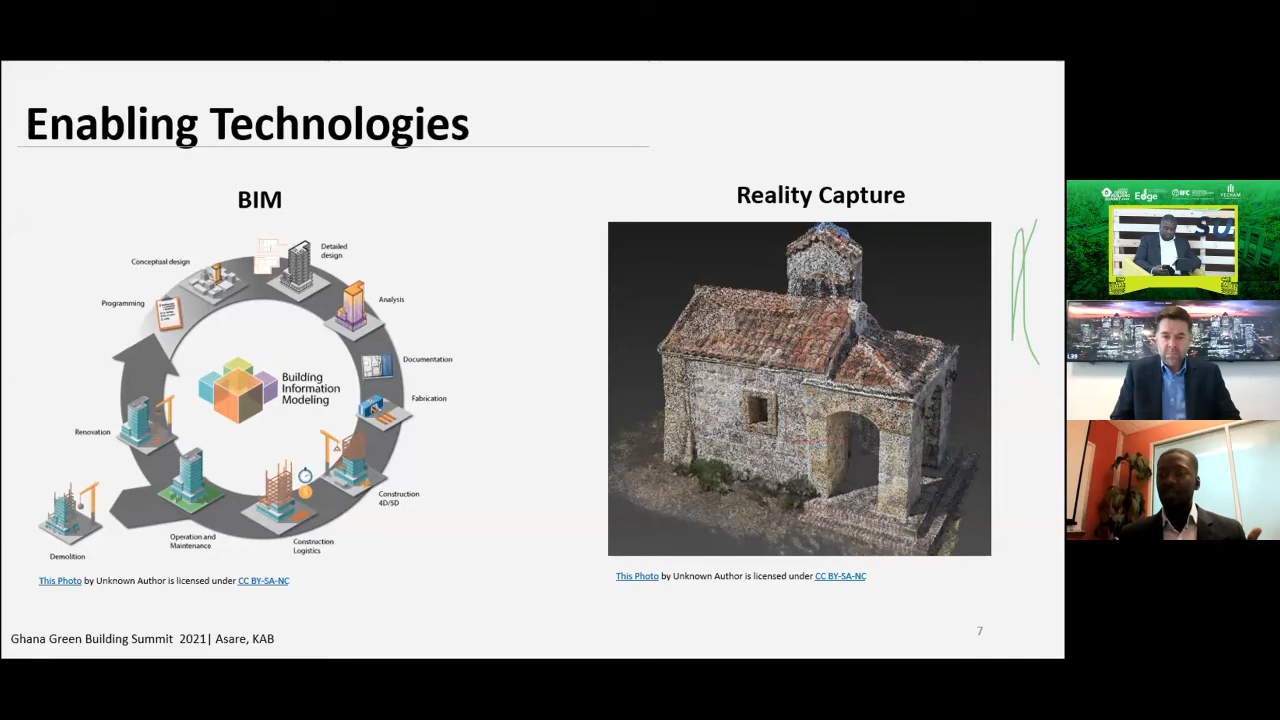 Enabling Technologies
BIM
Reality Capture
Detailed
design
Conceptual design
Analysis
Programming
Documentation
Building
Information
Modeling
Fabrication
Renovation
Construction
4D/5D
Operation and
Maintenance
Construction
Logistics
Demolition
This Photo by Unknown Author is licensed under CC BY-SA-NC
This Photo by Unknown Author is licensed under CC BY-SA-NC
Ghana Green Building Summit 2021| Asare, KAB
7
Edge
IFC
SU